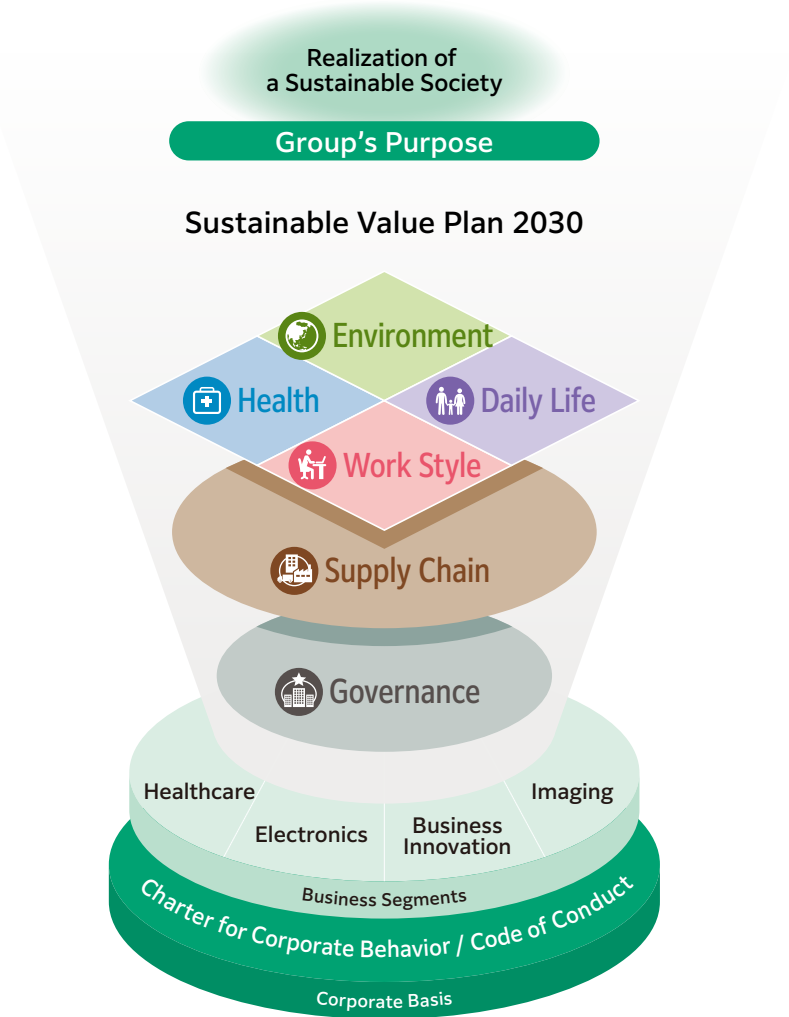 Realization of
a Sustainable Society
Group's Purpose
Sustainable Value Plan 2030
Environment
Health
Daily Life
Work Style
Supply Chain
Governance
Healthcare
Electronics
Business
Innovation
Imaging
Business Segments
Charter for Corporate Behavior / Code of Conduct
Corporate Basis